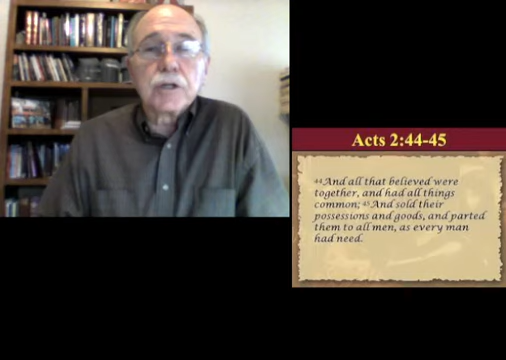 Acts 2:44-45
44 And all that believed were
together, and had all things
common; 45 And sold their
possessions and goods, and parted
them to all men, as every man
had need.